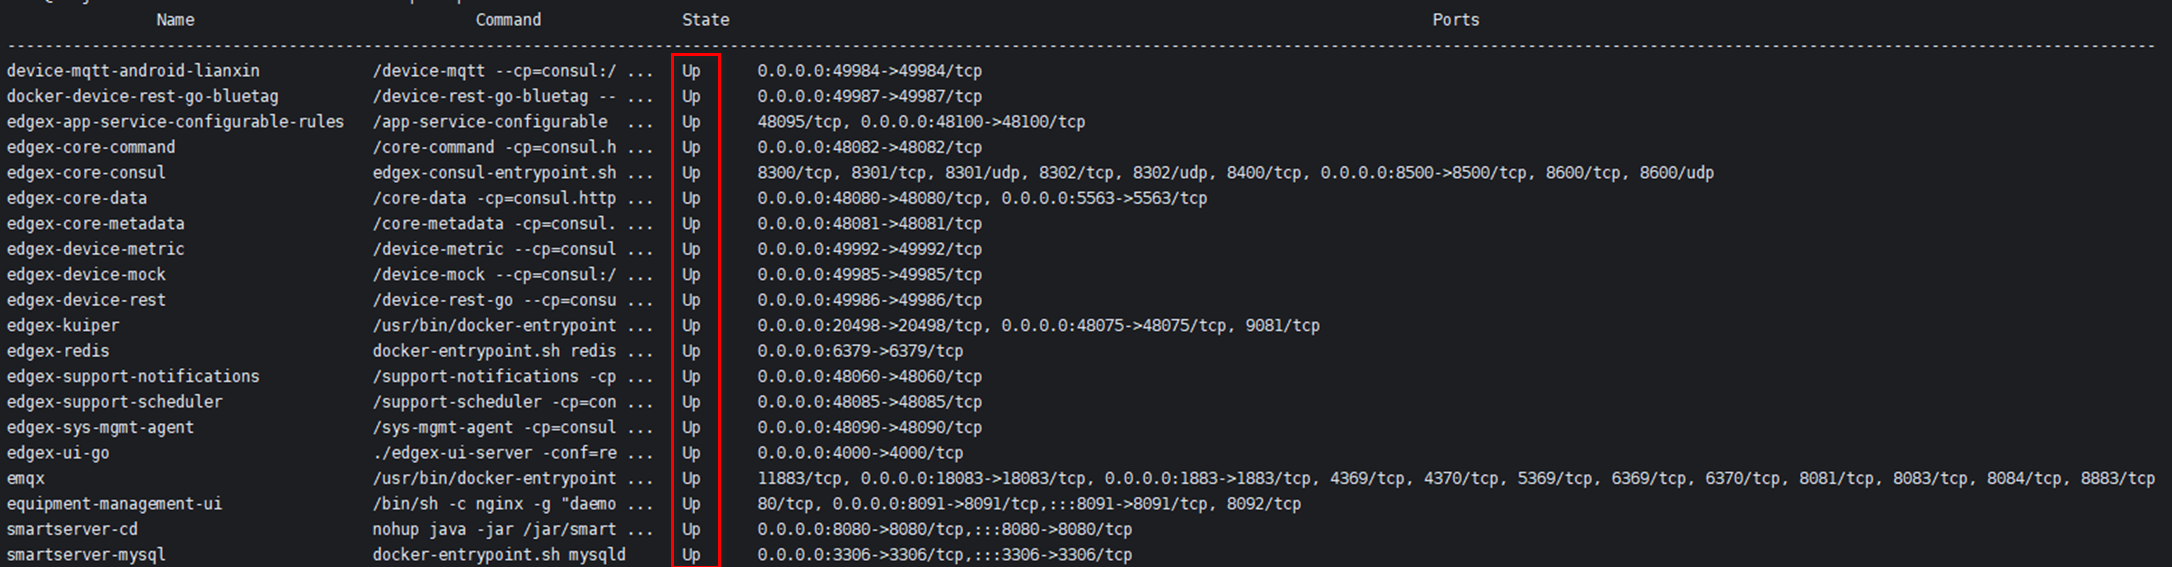 Name Command State Ports
--------------------------------------------------------------------------------
device-mqtt-android-lianxin /device-mqtt --cp=consul:/ ... Up 0.0.0.0:49984->49984/tcp
docker-device-rest-go-bluetag /device-rest-go-bluetag -- ... Up 0.0.0.0:49987->49987/tcp
edgex-app-service-configurable-rules /app-service-configurable ... Up 48095/tcp, 0.0.0.0:48100->48100/tcp
edgex-core-command /core-command -cp=consul.h ... Up 0.0.0.0:48082->48082/tcp
edgex-core-consul edgex-consul-entrypoint.sh ... Up 8300/tcp, 8301/tcp, 8301/udp, 8302/tcp, 8302/udp, 8400/tcp, 0.0.0.0:8500->8500/tcp, 8600/tcp, 8600/udp
edgex-core-data /core-data -cp=consul.http ... Up 0.0.0.0:48080->48080/tcp, 0.0.0.0:5563->5563/tcp
edgex-core-metadata /core-metadata -cp=consul. ... Up 0.0.0.0:48081->48081/tcp
edgex-device-metric /device-metric --cp=consul ... Up 0.0.0.0:49992->49992/tcp
edgex-device-mock /device-mock --cp=consul:/ ... Up 0.0.0.0:49985->49985/tcp
edgex-device-rest /device-rest-go --cp=consu ... Up 0.0.0.0:49986->49986/tcp
edgex-kuiper /usr/bin/docker-entrypoint ... Up 0.0.0.0:20498->20498/tcp, 0.0.0.0:48075->48075/tcp, 9081/tcp
edgex-redis docker-entrypoint.sh redis ... Up 0.0.0.0:6379->6379/tcp
edgex-support-notifications /support-notifications -cp ... Up 0.0.0.0:48060->48060/tcp
edgex-support-scheduler /support-scheduler -cp=con ... Up 0.0.0.0:48085->48085/tcp
edgex-sys-mgmt-agent /sys-mgmt-agent -cp=consul ... Up 0.0.0.0:48090->48090/tcp
edgex-ui-go ./edgex-ui-server -conf=re ... Up 0.0.0.0:4000->4000/tcp
emqx /usr/bin/docker-entrypoint ... Up 11883/tcp, 0.0.0.0:18083->18083/tcp, 0.0.0.0:1883->1883/tcp, 4369/tcp, 4370/tcp, 5369/tcp, 6369/tcp, 6370/tcp, 8081/tcp, 8083/tcp, 8084/tcp, 8883/tcp
equipment-management-ui /bin/sh -c nginx -g "daemo ... Up 80/tcp, 0.0.0.0:8091->8091/tcp,:::8091->8091/tcp, 8092/tcp
smartserver-cd nohup java -jar /jar/smart ... Up 0.0.0.0:8080->8080/tcp,:::8080->8080/tcp
smartserver-mysql docker-entrypoint.sh mysqld Up 0.0.0.0:3306->3306/tcp,:::3306->3306/tcp